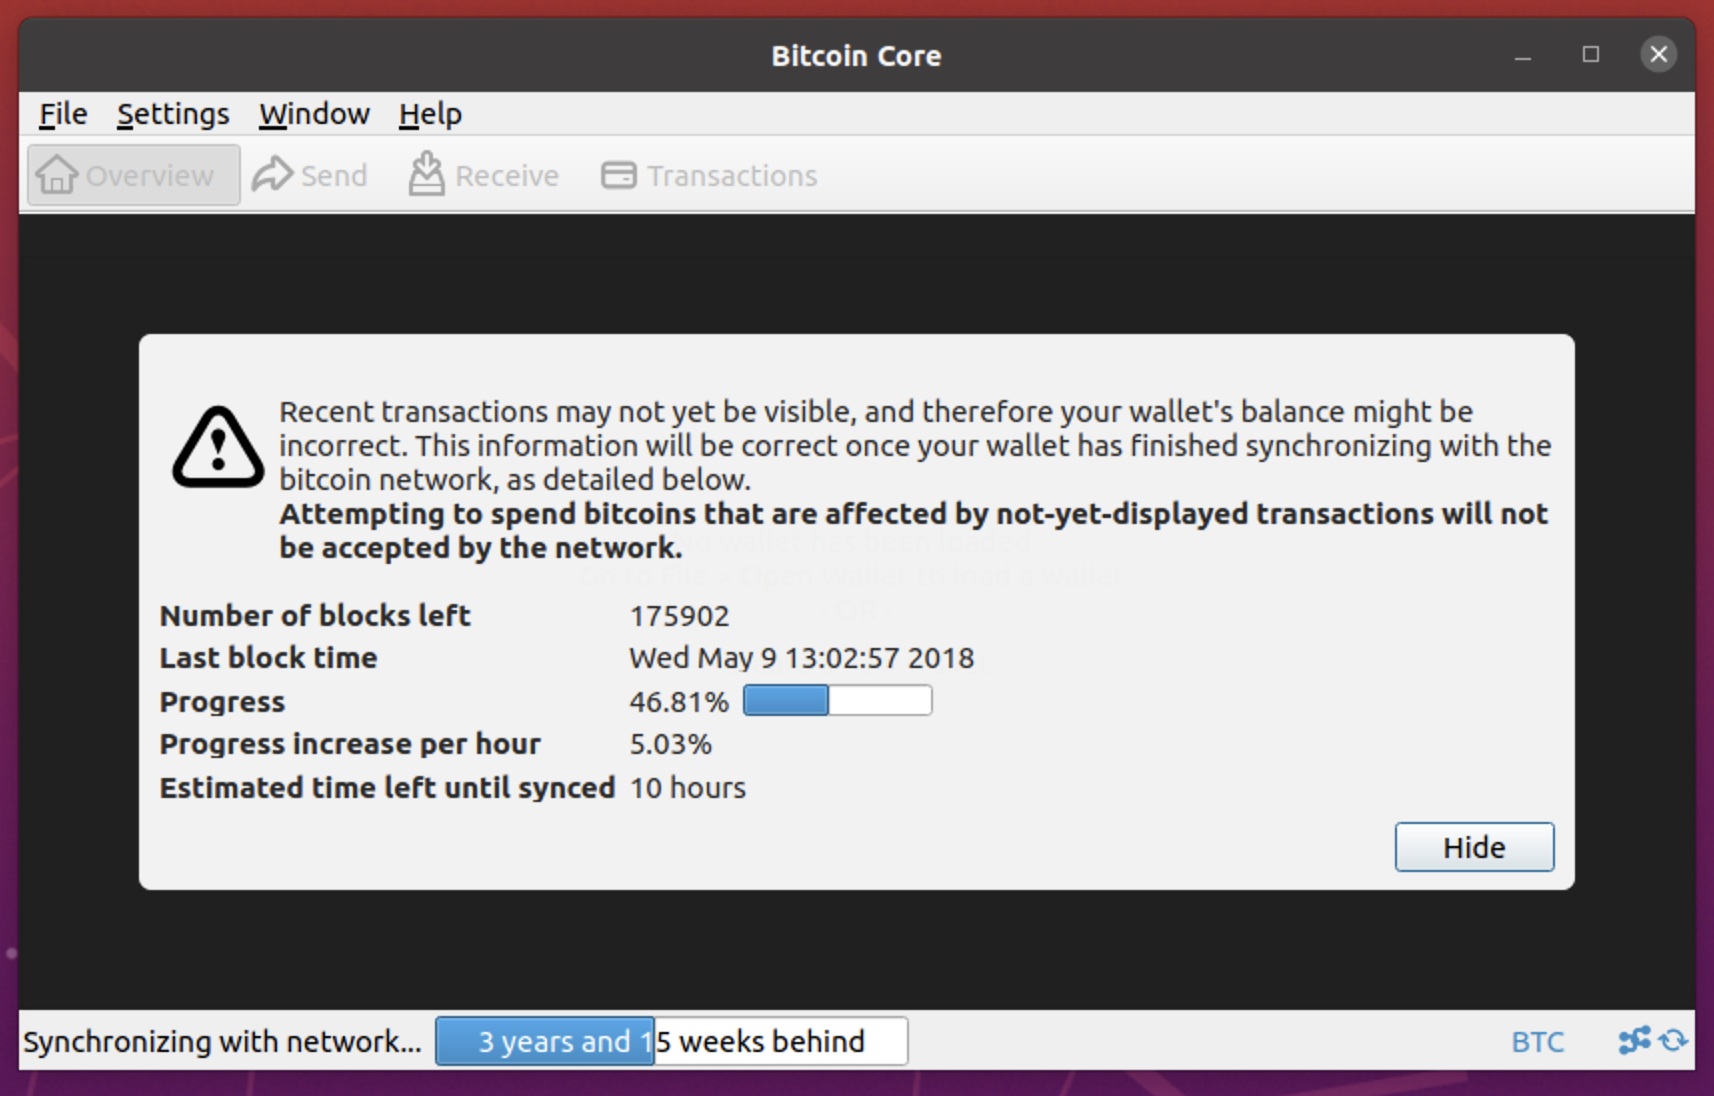 Bitcoin Core
File Settings Window Help
Overview Send Receive Transactions
Recent transactions may not yet be visible, and therefore your wallet's balance might be
incorrect. This information will be correct once your wallet has finished synchronizing with the
bitcoin network, as detailed below.
Attempting to spend bitcoins that are affected by not-yet-displayed transactions will not
be accepted by the network.
Number of blocks left 175902
Last block time Wed May 9 13:02:57 2018
Progress 46.81%
Progress increase per hour 5.03%
Estimated time left until synced 10 hours
Hide
Synchronizing with network... 3 years and 15 weeks behind BTC